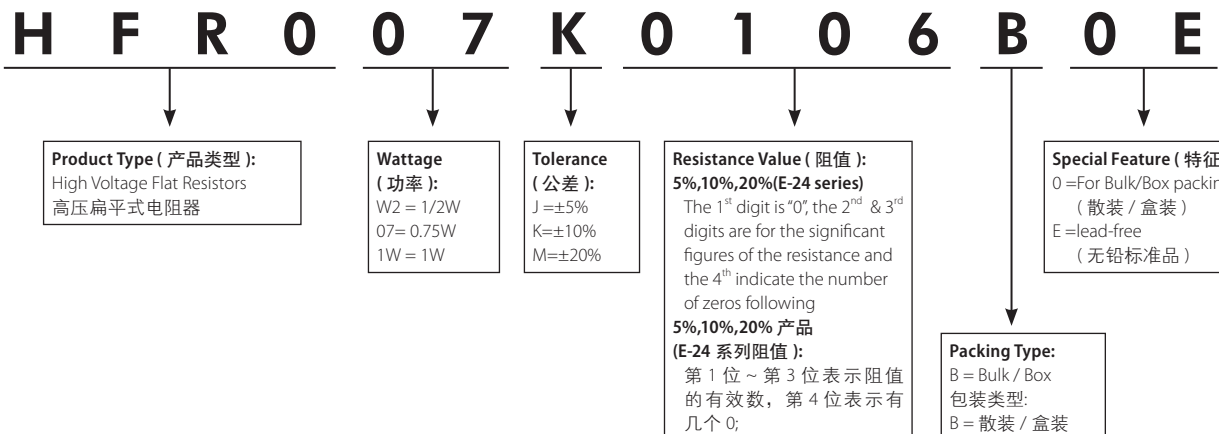 H F R 0 0 7 K 0 1 0 6 B 0 E
Product Type ( 产品类型 ):
High Voltage Flat Resistors
高压扁平式电阻器
Wattage
( 功率 ):
W2 = 1/2W
07= 0.75W
1W = 1W
Tolerance
( 公差 ):
J =±5%
K=±10%
M=±20%
Resistance Value ( 阻值 ):
5%,10%,20%(E-24 series)
The 1st digit is "0", the 2nd & 3rd
digits are for the significant
figures of the resistance and
the 4th indicate the number
of zeros following
5%,10%,20% 产品
(E-24 系列阻值 ):
第 1 位 ~ 第 3 位表示阻值
的有效数，第 4 位表示有
几个 0;
Packing Type:
B = Bulk / Box
包装类型:
B = 散装 / 盒装
Special Feature ( 特征
0 =For Bulk/Box packin
( 散装 / 盒装 )
E =lead-free
( 无铅标准品 )